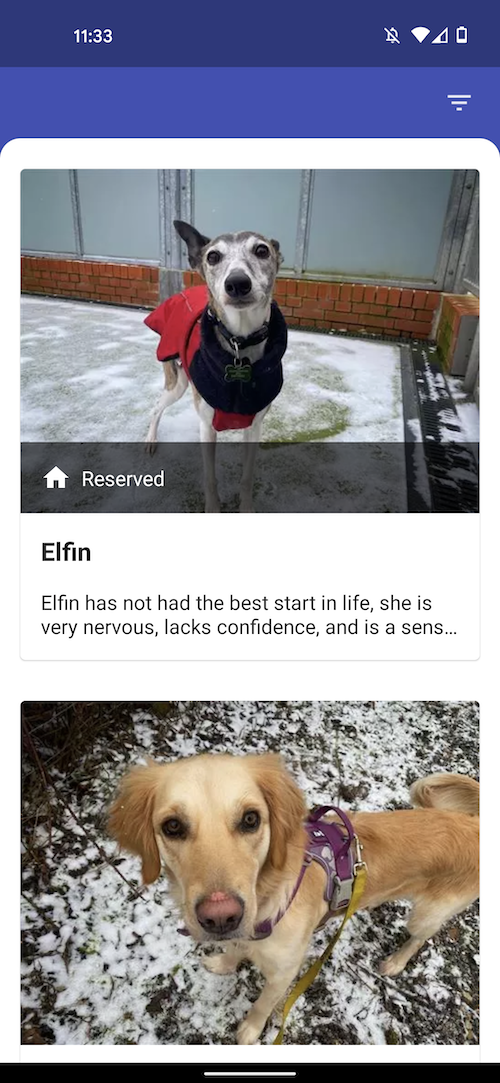 11:33
Reserved
Elfin
Elfin has not had the best start in life, she is
very nervous, lacks confidence, and is a sens...